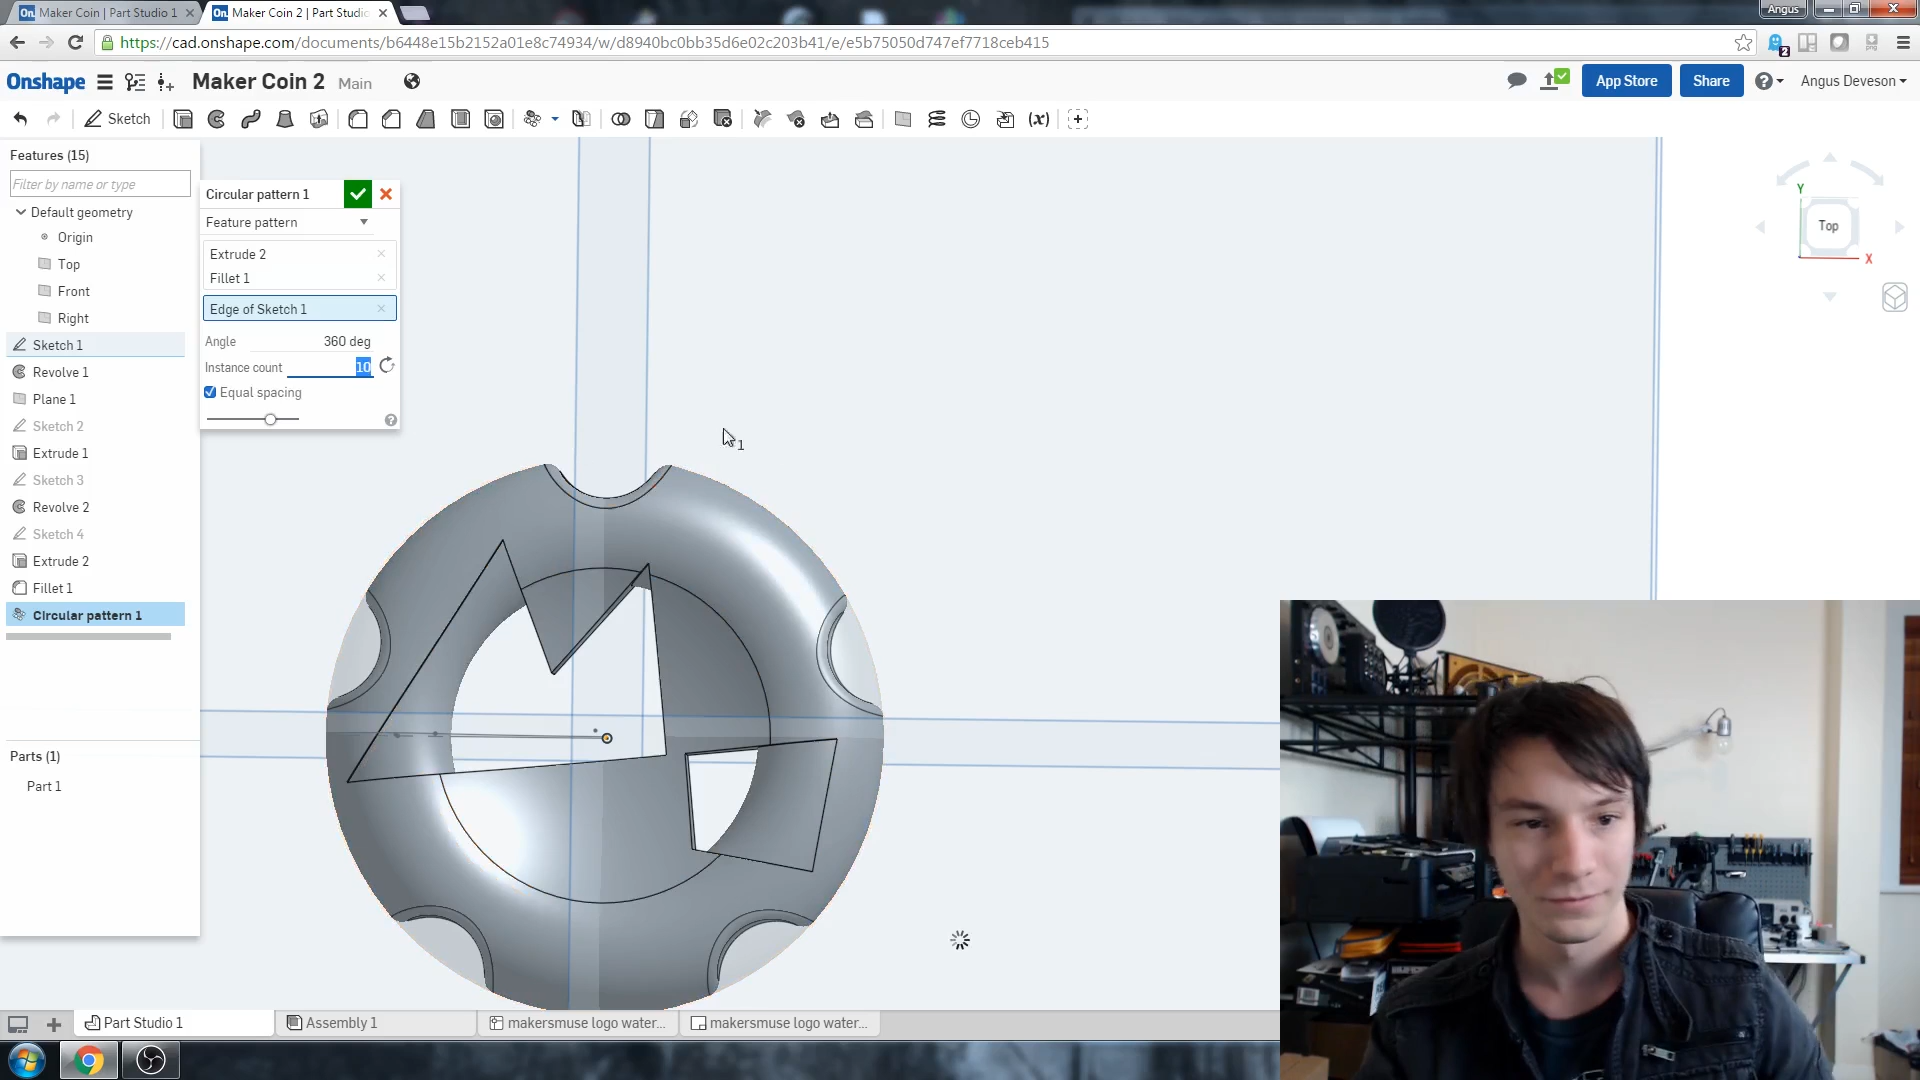 Maker Coin | Part Studio 1
Maker Coin 2 | Part Studio
Angus
https://cad.onshape.com/documents/b6448e15b2152a01e8c74934/w/d8940bc0bb35d6e02c203b41/e/e5b75050d747ef7718ceb415
2
Onshape
Maker Coin 2
Main
App Store
Share
Angus Deveson
Sketch
(x)
Features (15)
Filter by name or type
Default geometry
Origin
Top
Front
Right
Sketch 1
Revolve 1
Plane 1
Sketch 2
Extrude 1
Sketch 3
Revolve 2
Sketch 4
Extrude 2
Fillet 1
Circular pattern 1
Parts (1)
Part 1
Circular pattern 1
Feature pattern
Extrude 2
Fillet 1
Edge of Sketch 1
Angle 360 deg
Instance count 10
Equal spacing
1
Y
Top
X
Part Studio 1
Assembly 1
makersmuse logo water...
makersmuse logo water...